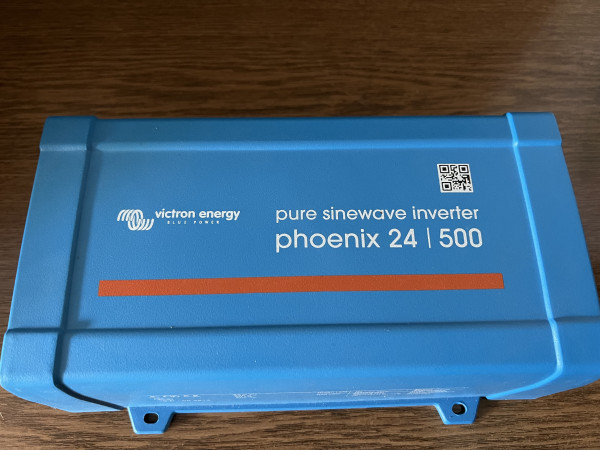 victron energy
BLUE POWER
pure sinewave inverter
phoenix 24 | 500